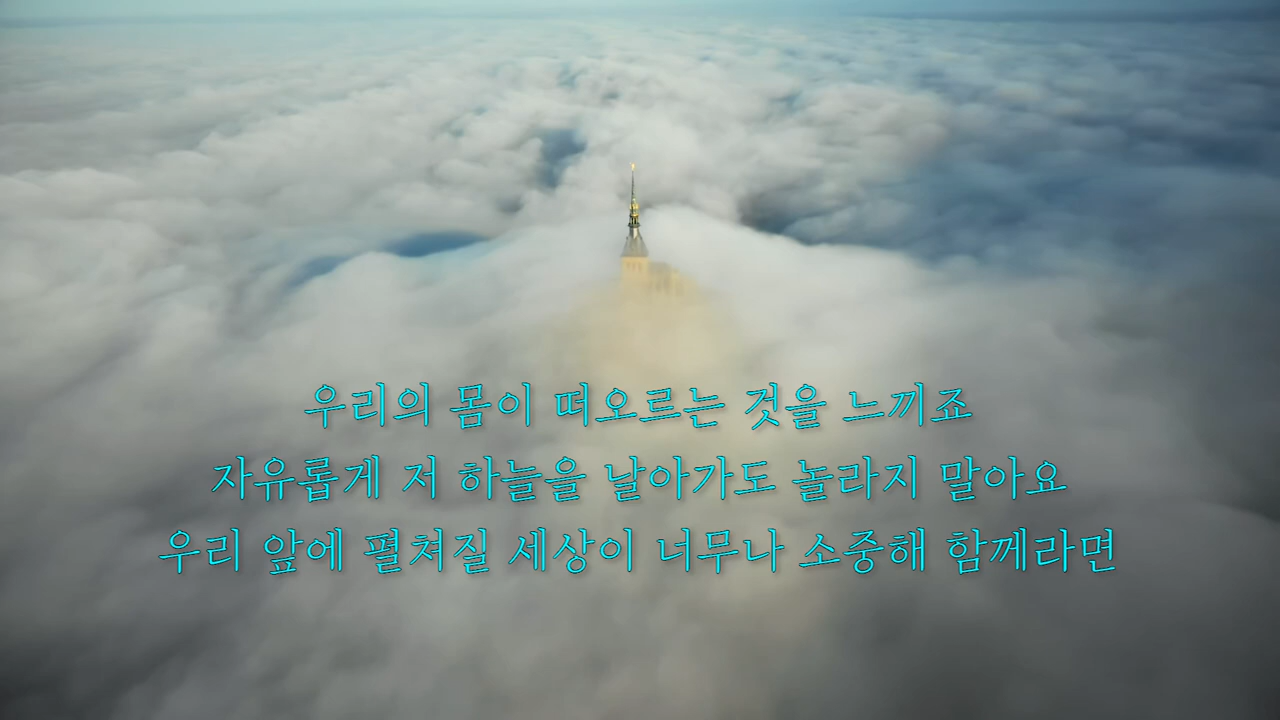 우리의 몸이 떠오르는 것을 느끼죠
자유롭게 저 하늘을 날아가도 놀라지 말아요
우리 앞에 펼쳐질 세상이 너무나 소중해 함께라면